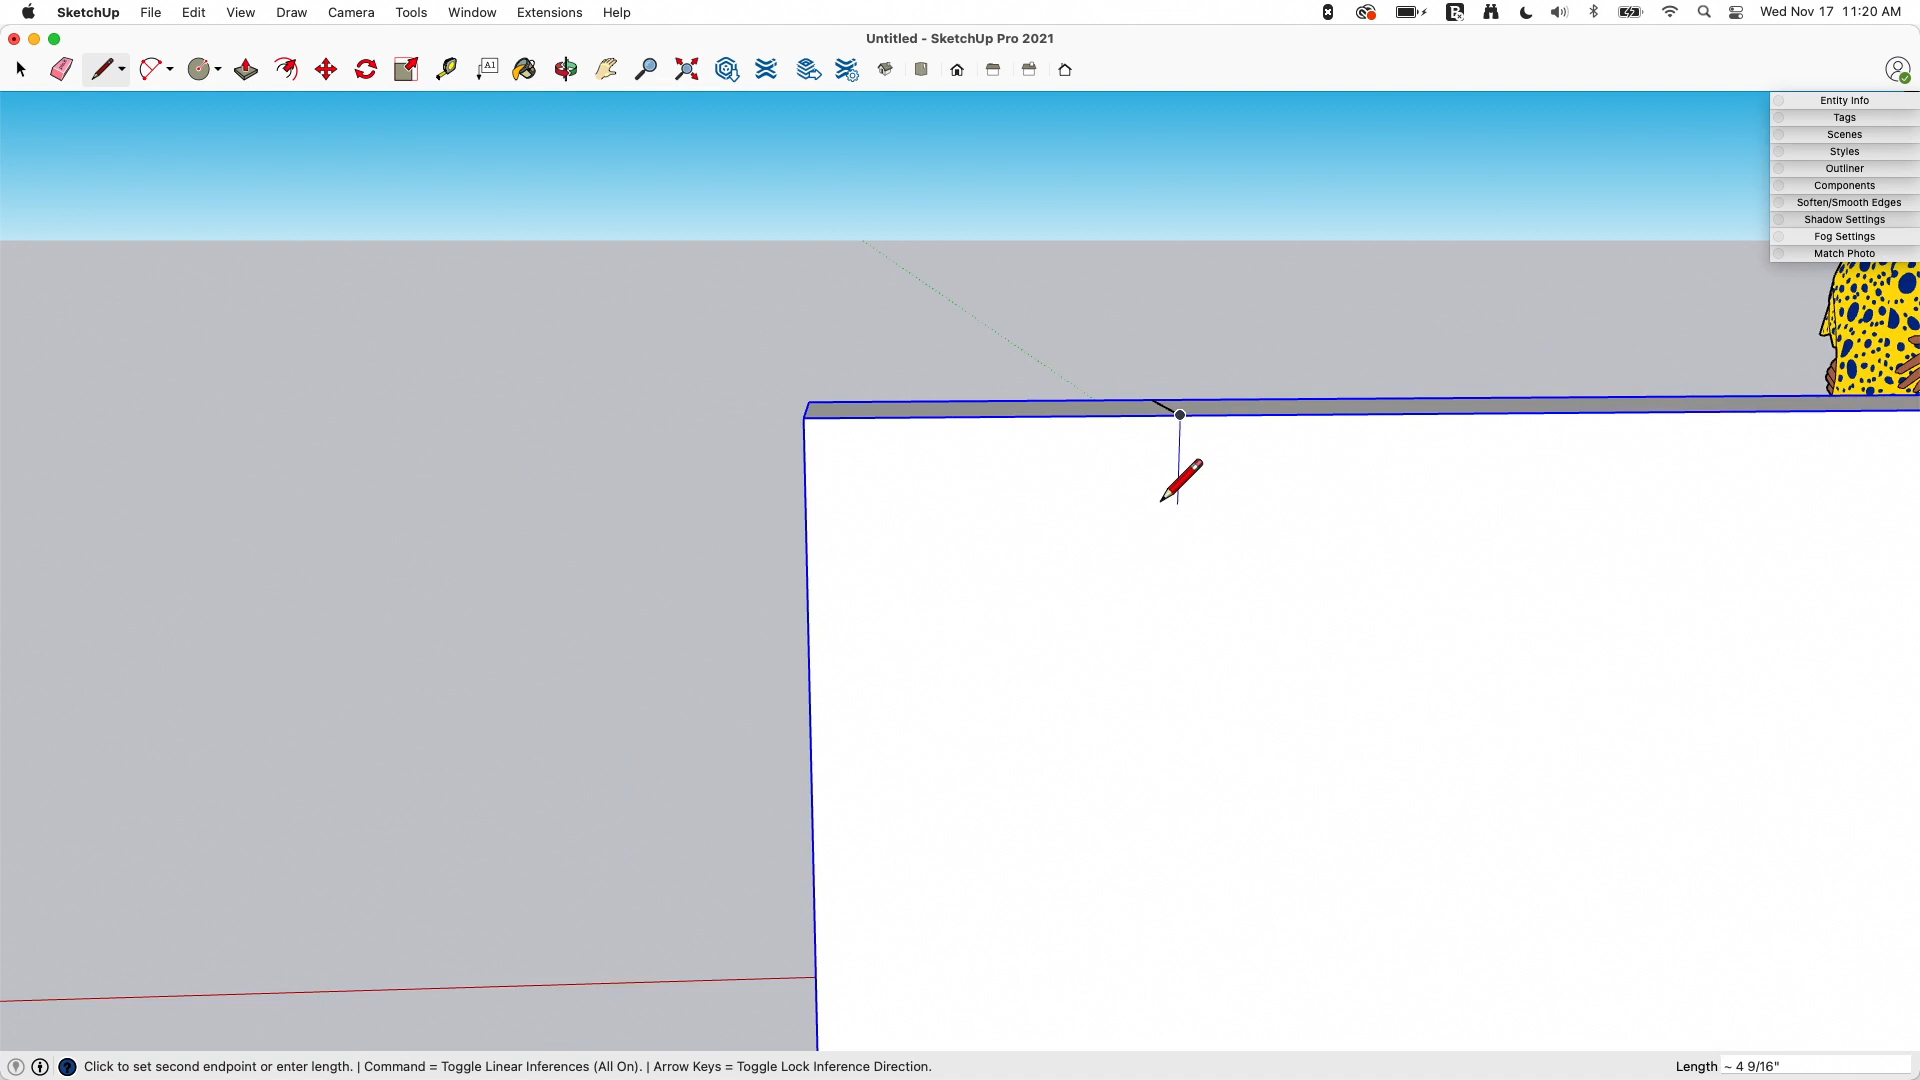 SketchUp File Edit View Draw Camera Tools Window Extensions Help Wed Nov 17 11:20 AM
Untitled - SketchUp Pro 2021
A1
Entity Info
Tags
Scenes
Styles
Outliner
Components
Soften/Smooth Edges
Shadow Settings
Fog Settings
Match Photo
Click to set second endpoint or enter length. | Command = Toggle Linear Inferences (All On). | Arrow Keys = Toggle Lock Inference Direction. Length ~ 4 9/16"